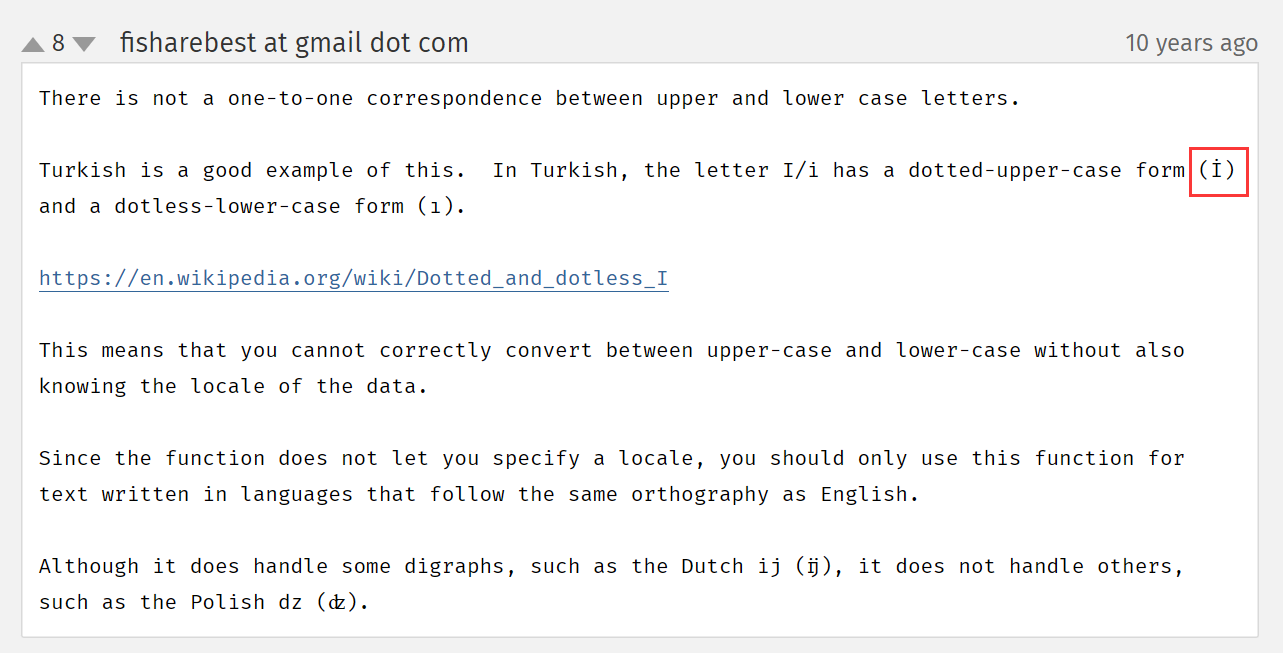 8 fisharebest at gmail dot com 10 years ago
There is not a one-to-one correspondence between upper and lower case letters.
Turkish is a good example of this.  In Turkish, the letter I/i has a dotted-upper-case form (İ)
and a dotless-lower-case form (ı).
https://en.wikipedia.org/wiki/Dotted_and_dotless_I
This means that you cannot correctly convert between upper-case and lower-case without also
knowing the locale of the data.
Since the function does not let you specify a locale, you should only use this function for
text written in languages that follow the same orthography as English.
Although it does handle some digraphs, such as the Dutch ij (ĳ), it does not handle others,
such as the Polish dz (ʥ).